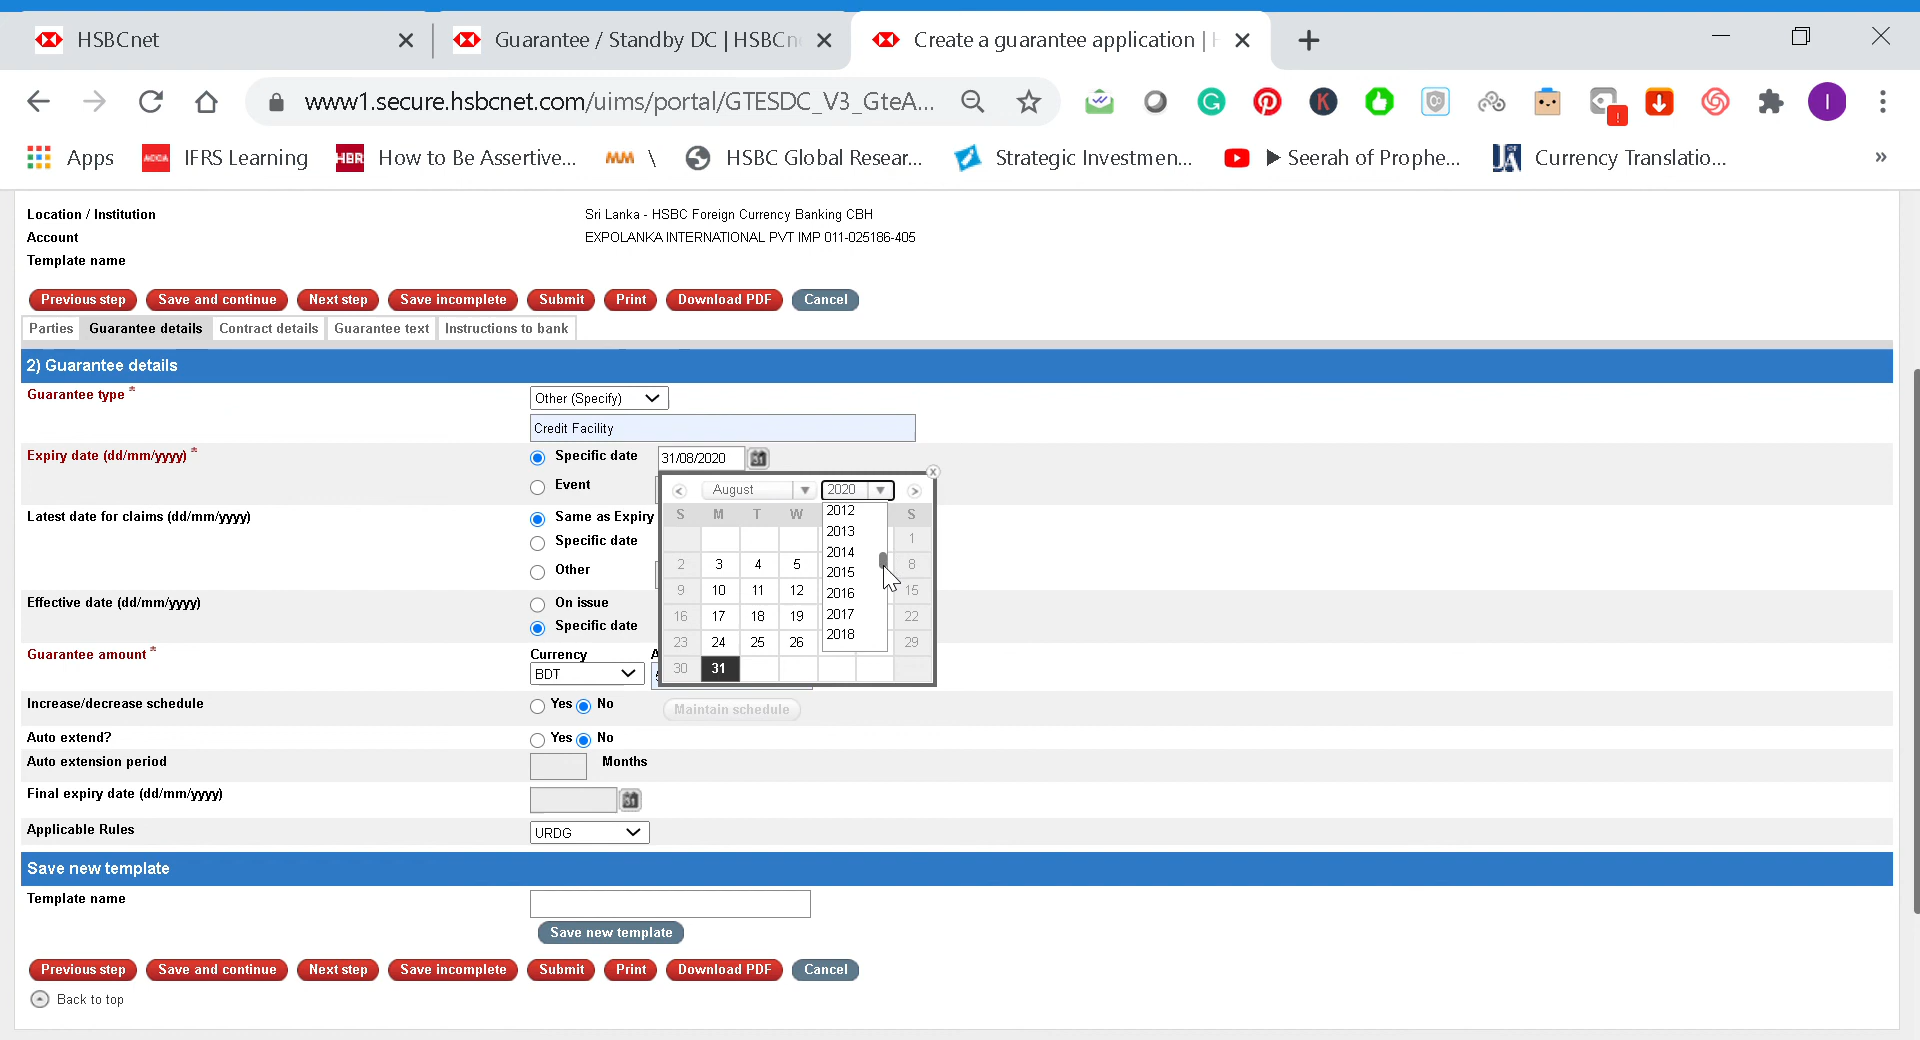 HSBCnet
Guarantee / Standby DC | HSBCn
Create a guarantee application |
www1.secure.hsbcnet.com/uims/portal/GTESDC_V3_GteA...
Apps
ACCA IFRS Learning
HBR How to Be Assertive...
\
HSBC Global Resear...
Strategic Investmen...
▶ Seerah of Prophe...
Currency Translatio...
»
Location / Institution Sri Lanka - HSBC Foreign Currency Banking CBH
Account EXPOLANKA INTERNATIONAL PVT IMP 011-025186-405
Template name
Previous step Save and continue Next step Save incomplete Submit Print Download PDF Cancel
Parties Guarantee details Contract details Guarantee text Instructions to bank
2) Guarantee details
Guarantee type * Other (Specify)
Credit Facility
Expiry date (dd/mm/yyyy) * Specific date 31/08/2020 31
Event
August 2020
S M T W S
1
2 3 4 5 8
9 10 11 12 15
16 17 18 19 22
23 24 25 26 29
30 31
2012
2013
2014
2015
2016
2017
2018
Latest date for claims (dd/mm/yyyy) Same as Expiry
Specific date
Other
Effective date (dd/mm/yyyy) On issue
Specific date
Guarantee amount * Currency
BDT
Increase/decrease schedule Yes No Maintain schedule
Auto extend? Yes No
Auto extension period Months
Final expiry date (dd/mm/yyyy) 31
Applicable Rules URDG
Save new template
Template name
Save new template
Previous step Save and continue Next step Save incomplete Submit Print Download PDF Cancel
Back to top